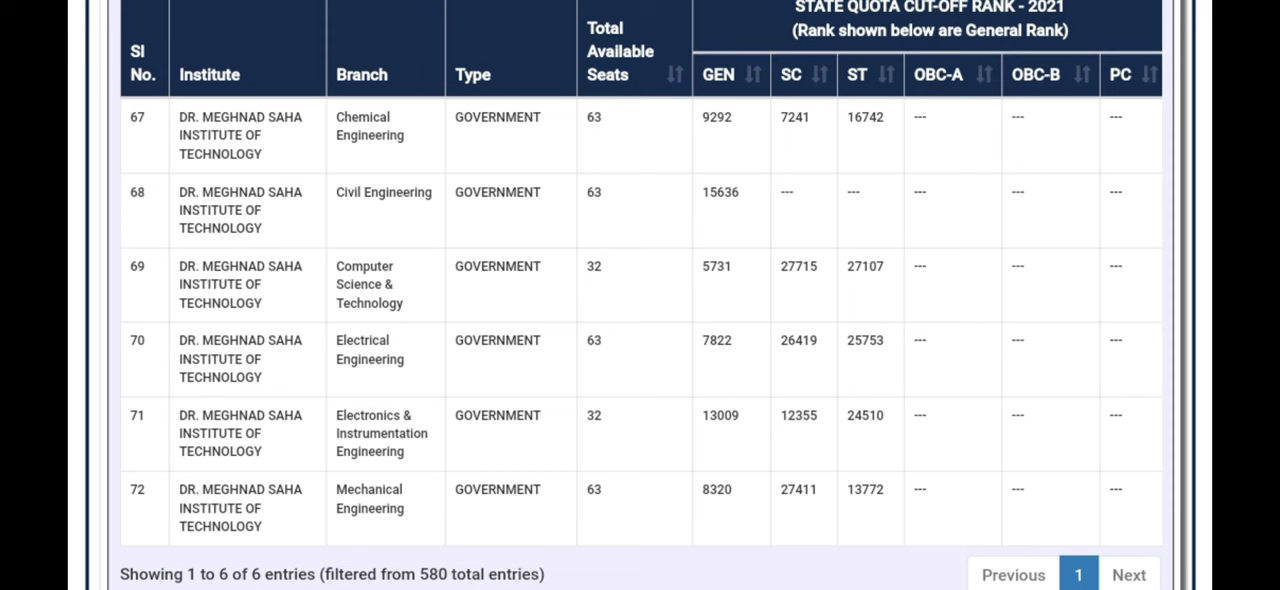 STATE QUOTA CUT-OFF RANK - 2021
(Rank shown below are General Rank)
Sl No. Institute Branch Type Total Available Seats GEN SC ST OBC-A OBC-B PC
67 DR. MEGHNAD SAHA INSTITUTE OF TECHNOLOGY Chemical Engineering GOVERNMENT 63 9292 7241 16742 --- --- ---
68 DR. MEGHNAD SAHA INSTITUTE OF TECHNOLOGY Civil Engineering GOVERNMENT 63 15636 --- --- --- --- ---
69 DR. MEGHNAD SAHA INSTITUTE OF TECHNOLOGY Computer Science & Technology GOVERNMENT 32 5731 27715 27107 --- --- ---
70 DR. MEGHNAD SAHA INSTITUTE OF TECHNOLOGY Electrical Engineering GOVERNMENT 63 7822 26419 25753 --- --- ---
71 DR. MEGHNAD SAHA INSTITUTE OF TECHNOLOGY Electronics & Instrumentation Engineering GOVERNMENT 32 13009 12355 24510 --- --- ---
72 DR. MEGHNAD SAHA INSTITUTE OF TECHNOLOGY Mechanical Engineering GOVERNMENT 63 8320 27411 13772 --- --- ---
Showing 1 to 6 of 6 entries (filtered from 580 total entries)
Previous 1 Next